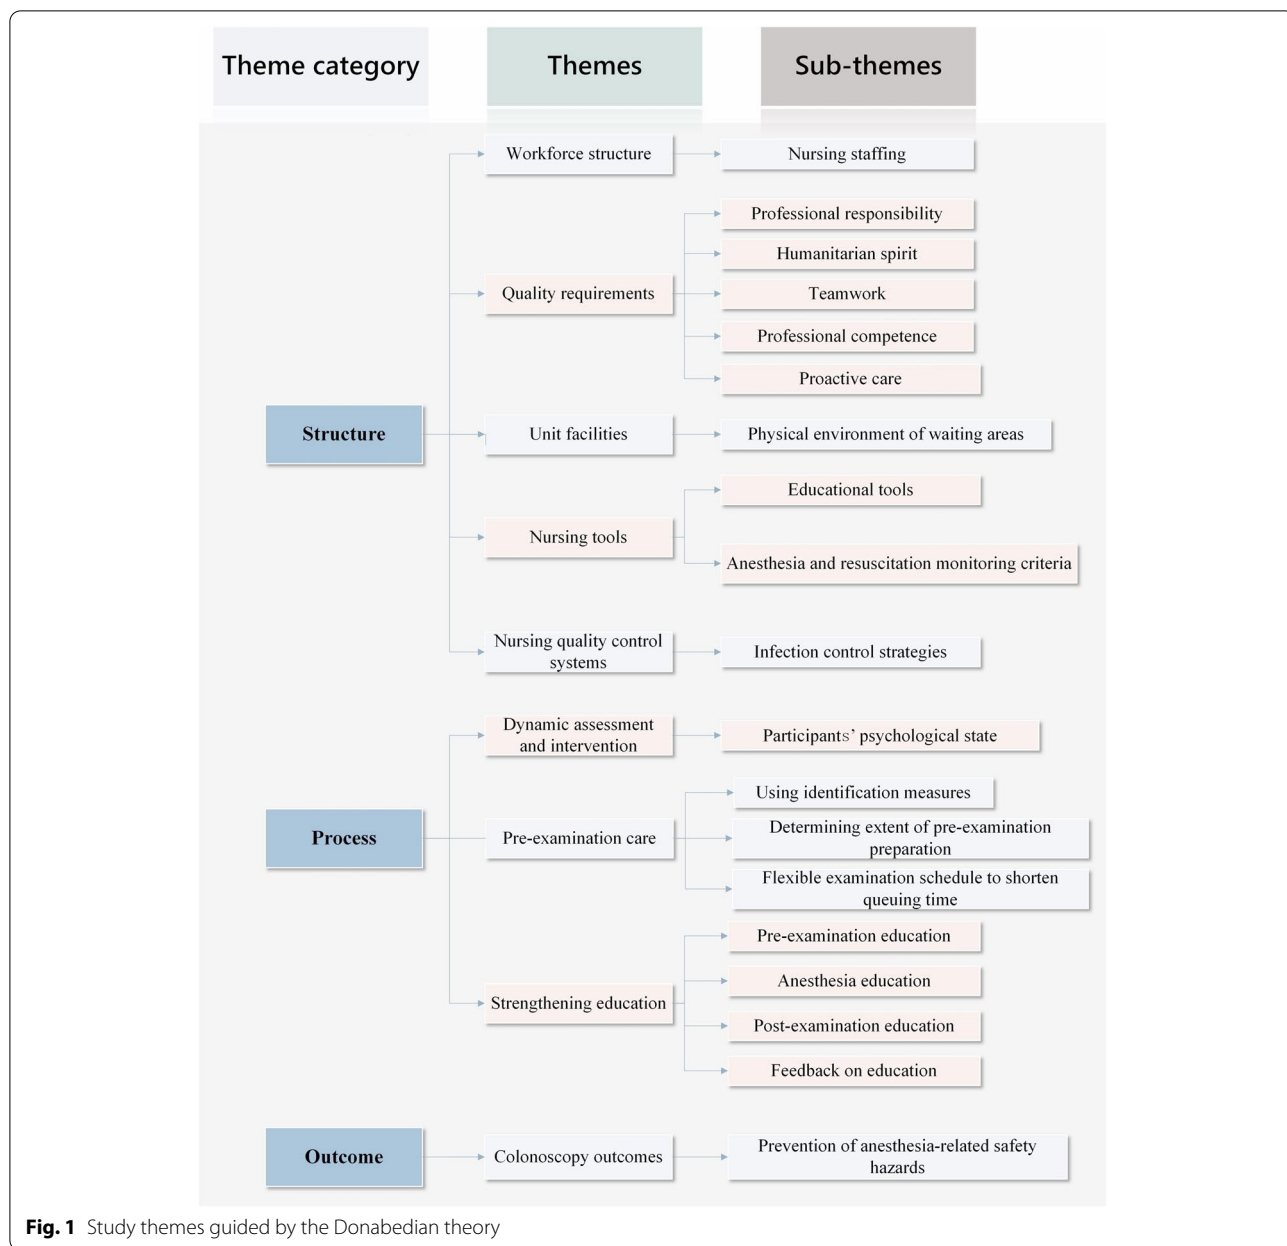 Theme category
Themes
Sub-themes
Workforce structure
Nursing staffing
Professional responsibility
Humanitarian spirit
Quality requirements
Teamwork
Professional competence
Proactive care
Structure
Unit facilities
Physical environment of waiting areas
Educational tools
Nursing tools
Anesthesia and resuscitation monitoring criteria
Nursing quality control
systems
Infection control strategies
Dynamic assessment
and intervention
Participants’ psychological state
Using identification measures
Process
Pre-examination care
Determining extent of pre-examination
preparation
Flexible examination schedule to shorten
queuing time
Pre-examination education
Anesthesia education
Strengthening education
Post-examination education
Feedback on education
Outcome
Colonoscopy outcomes
Prevention of anesthesia-related safety
hazards
Fig. 1 Study themes guided by the Donabedian theory